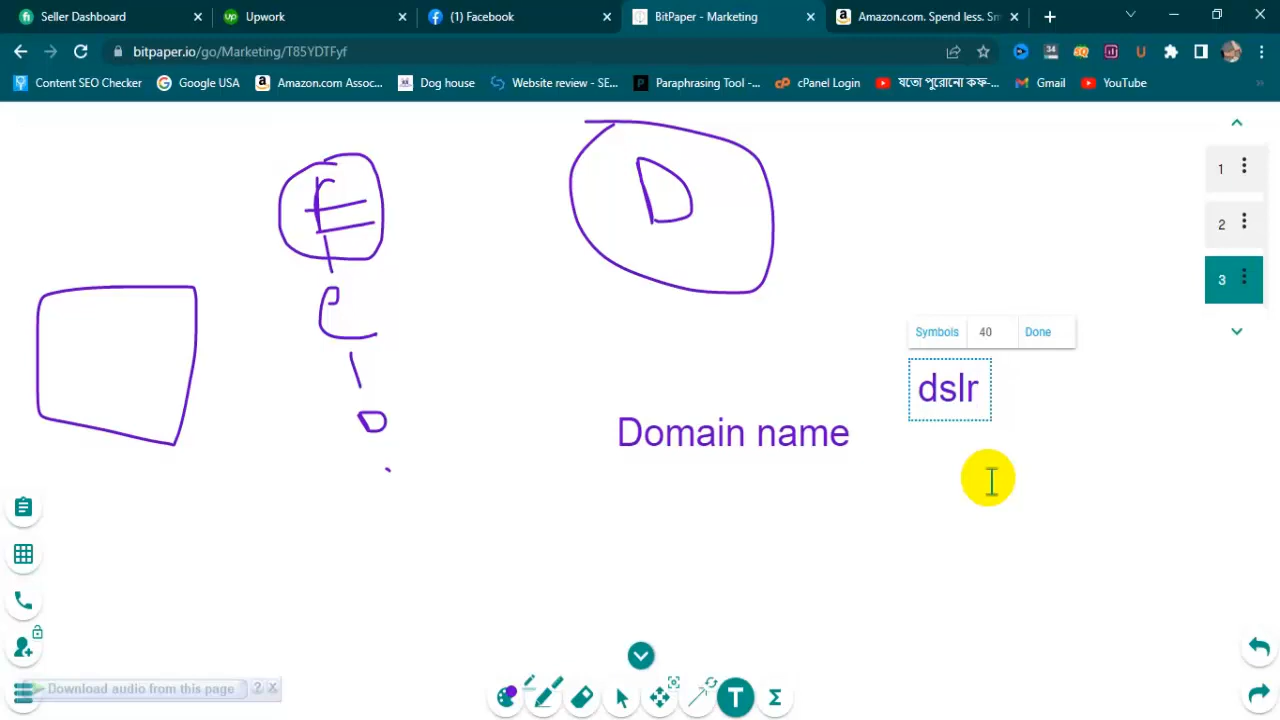 Seller Dashboard
Upwork
(1) Facebook
BitPaper - Marketing
Amazon.com. Spend less. Sm
bitpaper.io/go/Marketing/T85YDTFyf
34
Content SEO Checker
Google USA
Amazon.com Assoc...
Dog house
Website review - SE...
Paraphrasing Tool -...
cPanel Login
যতো পুরোনো কফ-...
Gmail
YouTube
D
1
2
3
Symbols 40 Done
dslr
Domain name
Download audio from this page ? X
T Σ